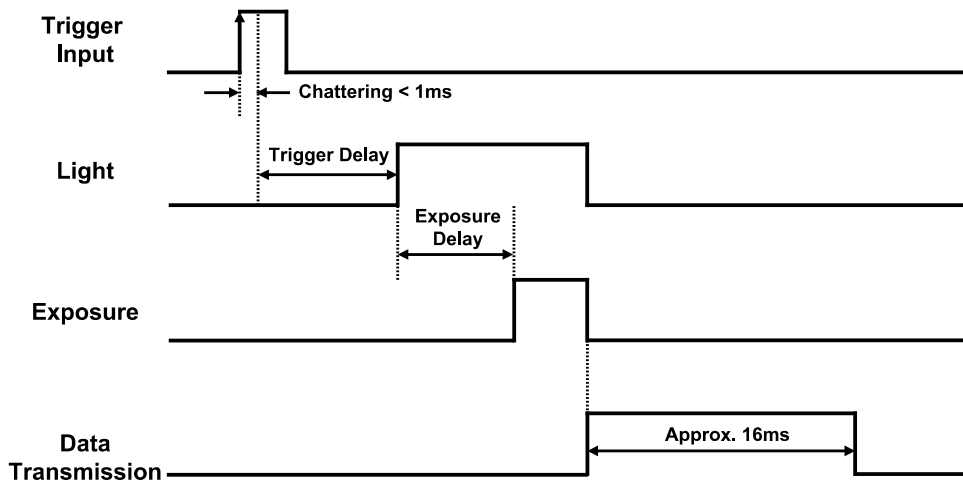 Trigger
Input
Chattering < 1ms
Trigger Delay
Light
Exposure
Delay
Exposure
Approx. 16ms
Data
Transmission